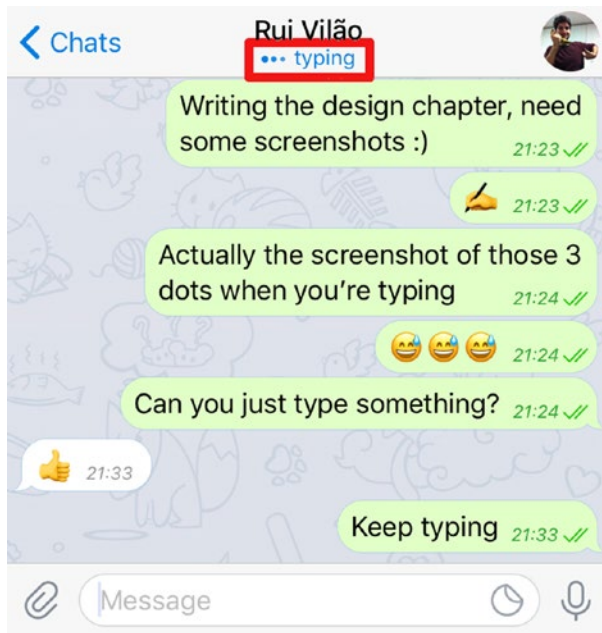 Chats
Rui Vilão
••• typing
Writing the design chapter, need
some screenshots :)
21:23
✍️ 21:23
Actually the screenshot of those 3
dots when you’re typing
21:24
😅😅😅 21:24
Can you just type something? 21:24
👍 21:33
Keep typing 21:33
Message